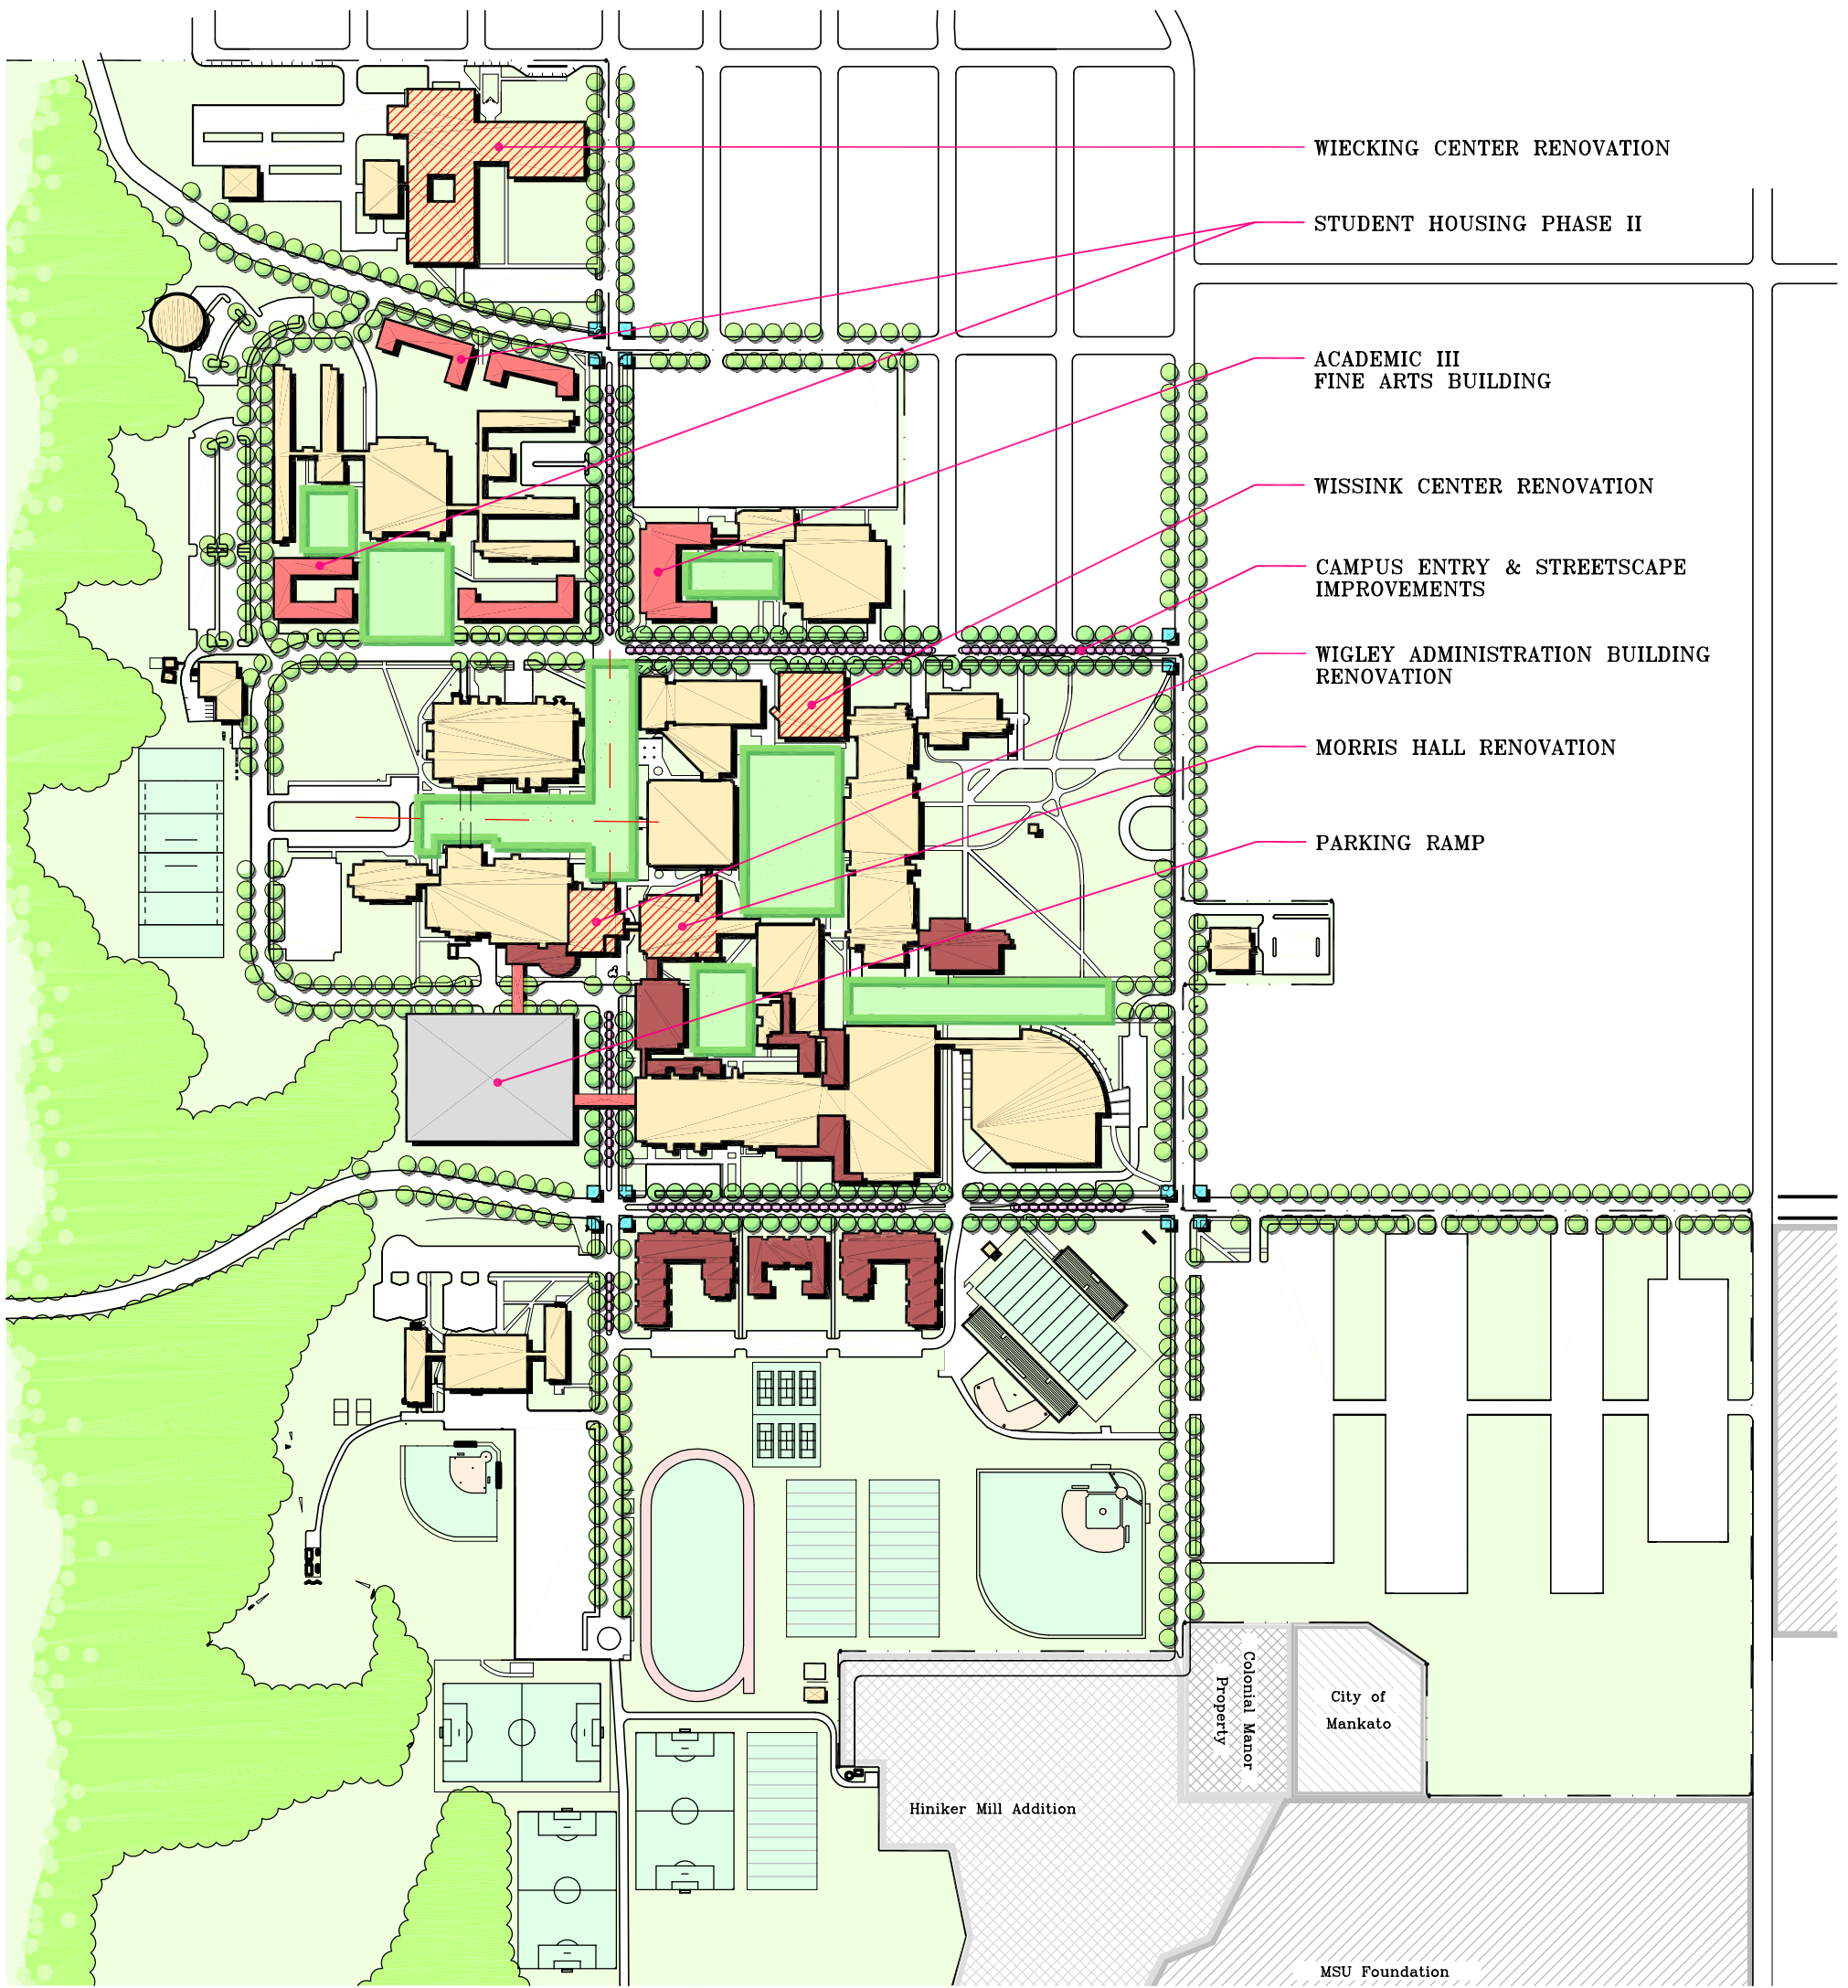 WIECKING CENTER RENOVATION
STUDENT HOUSING PHASE II
ACADEMIC III
FINE ARTS BUILDING
WISSINK CENTER RENOVATION
CAMPUS ENTRY & STREETSCAPE
IMPROVEMENTS
WIGLEY ADMINISTRATION BUILDING
RENOVATION
MORRIS HALL RENOVATION
PARKING RAMP
Colonial Manor
Property
City of
Mankato
Hiniker Mill Addition
MSU Foundation